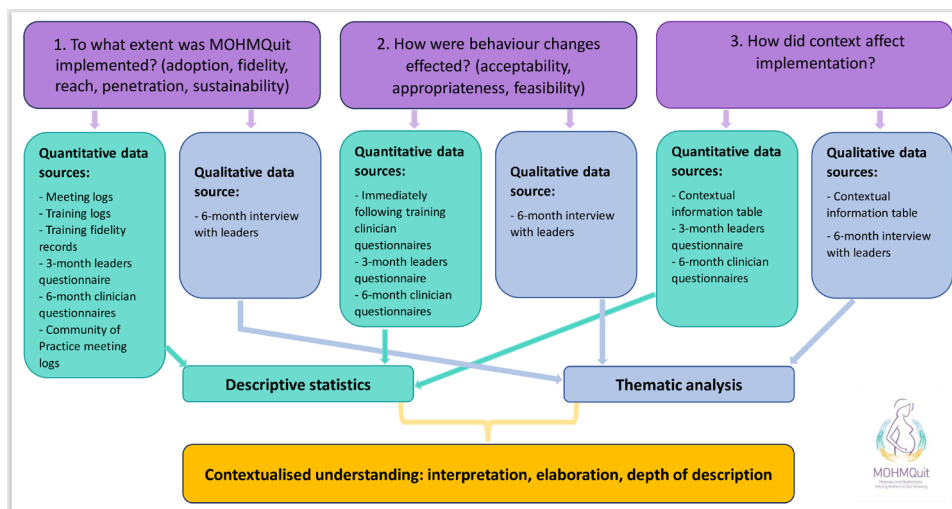 1. To what extent was MOHMQuit
implemented? (adoption, fidelity,
reach, penetration, sustainability)
2. How were behaviour changes
effected? (acceptability,
appropriateness, feasibility)
3. How did context affect
implementation?
Quantitative data
sources:
- Meeting logs
- Training logs
- Training fidelity
records
- 3-month leaders
questionnaire
- 6-month clinician
questionnaires
- Community of
Practice meeting
logs
Qualitative data
source:
- 6-month interview
with leaders
Quantitative data
sources:
- Immediately
following training
clinician
questionnaires
- 3-month leaders
questionnaire
- 6-month clinician
questionnaires
Qualitative data
source:
- 6-month interview
with leaders
Quantitative data
sources:
- Contextual
information table
- 3-month leaders
questionnaire
- 6-month clinician
questionnaires
Qualitative data
sources:
- Contextual
information table
- 6-month interview
with leaders
Descriptive statistics
Thematic analysis
Contextualised understanding: interpretation, elaboration, depth of description
MOHMQuit
Helping Mothers to Quit Smoking